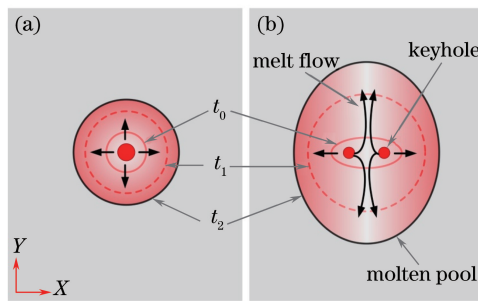 (a)
(b)
keyhole
melt flow
t0
t1
t2
Y
X
molten pool